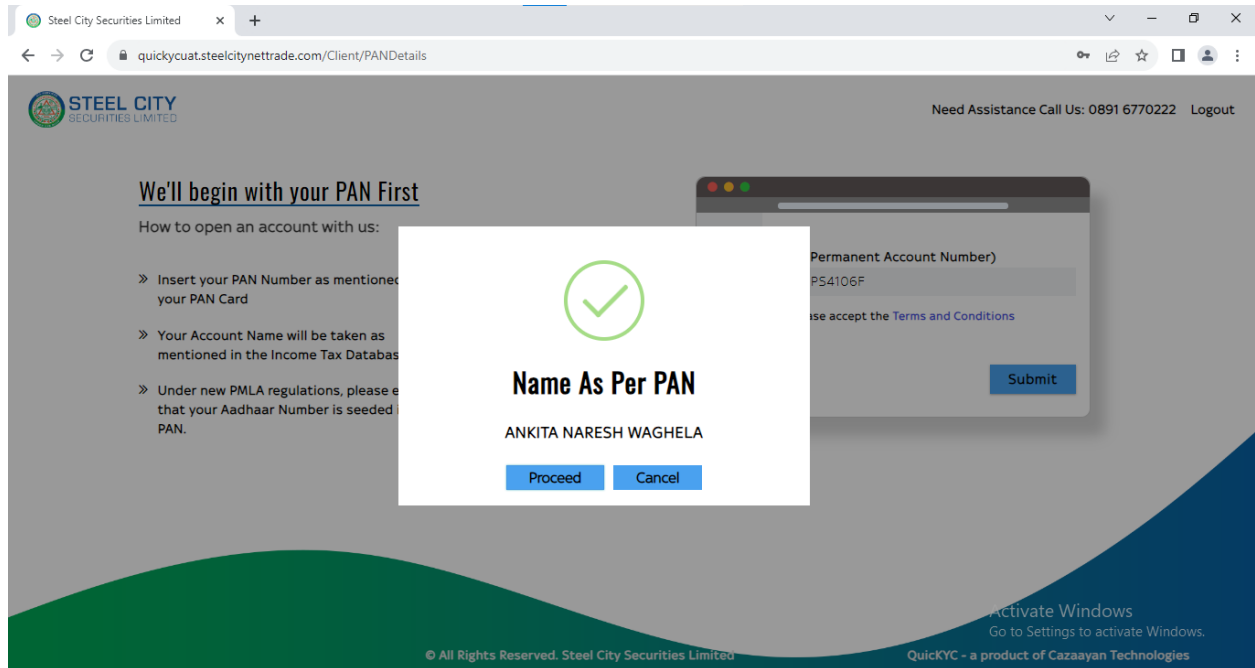 Steel City Securities Limited
quickycuat.steelcitynettrade.com/Client/PANDetails
STEEL CITY
SECURITIES LIMITED
Need Assistance Call Us: 0891 6770222 Logout
We'll begin with your PAN First
How to open an account with us:
» Insert your PAN Number as mentioned
your PAN Card
» Your Account Name will be taken as
mentioned in the Income Tax Databas
» Under new PMLA regulations, please e
that your Aadhaar Number is seeded i
PAN.
Permanent Account Number)
PS4106F
ase accept the Terms and Conditions
Submit
Name As Per PAN
ANKITA NARESH WAGHELA
Proceed Cancel
Activate Windows
Go to Settings to activate Windows.
© All Rights Reserved. Steel City Securities Limited
QuicKYC - a product of Cazaayan Technologies